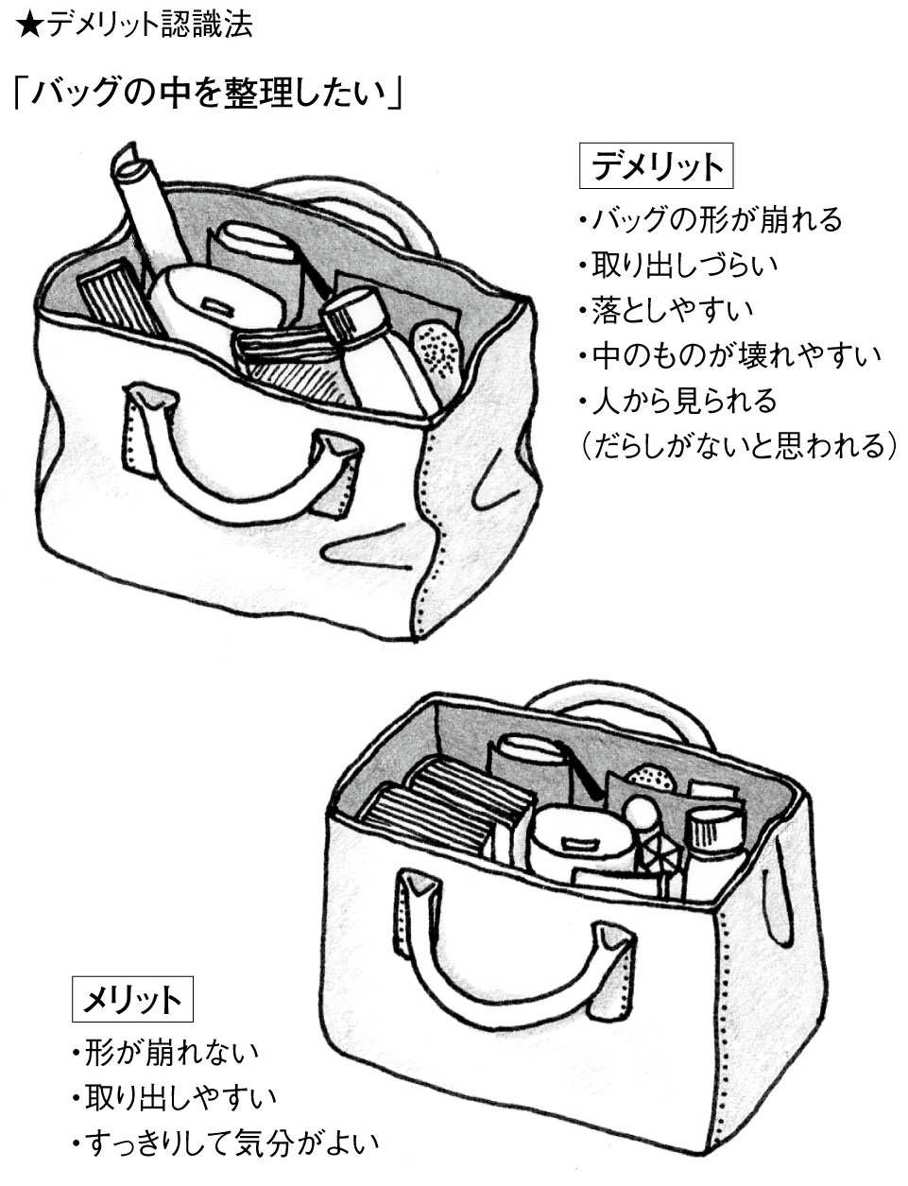 ★デメリット認識法
「バッグの中を整理したい」
デメリット
・バッグの形が崩れる
・取り出しづらい
・落としやすい
・中のものが壊れやすい
・人から見られる
（だらしがないと思われる）
メリット
・形が崩れない
・取り出しやすい
・すっきりして気分がよい